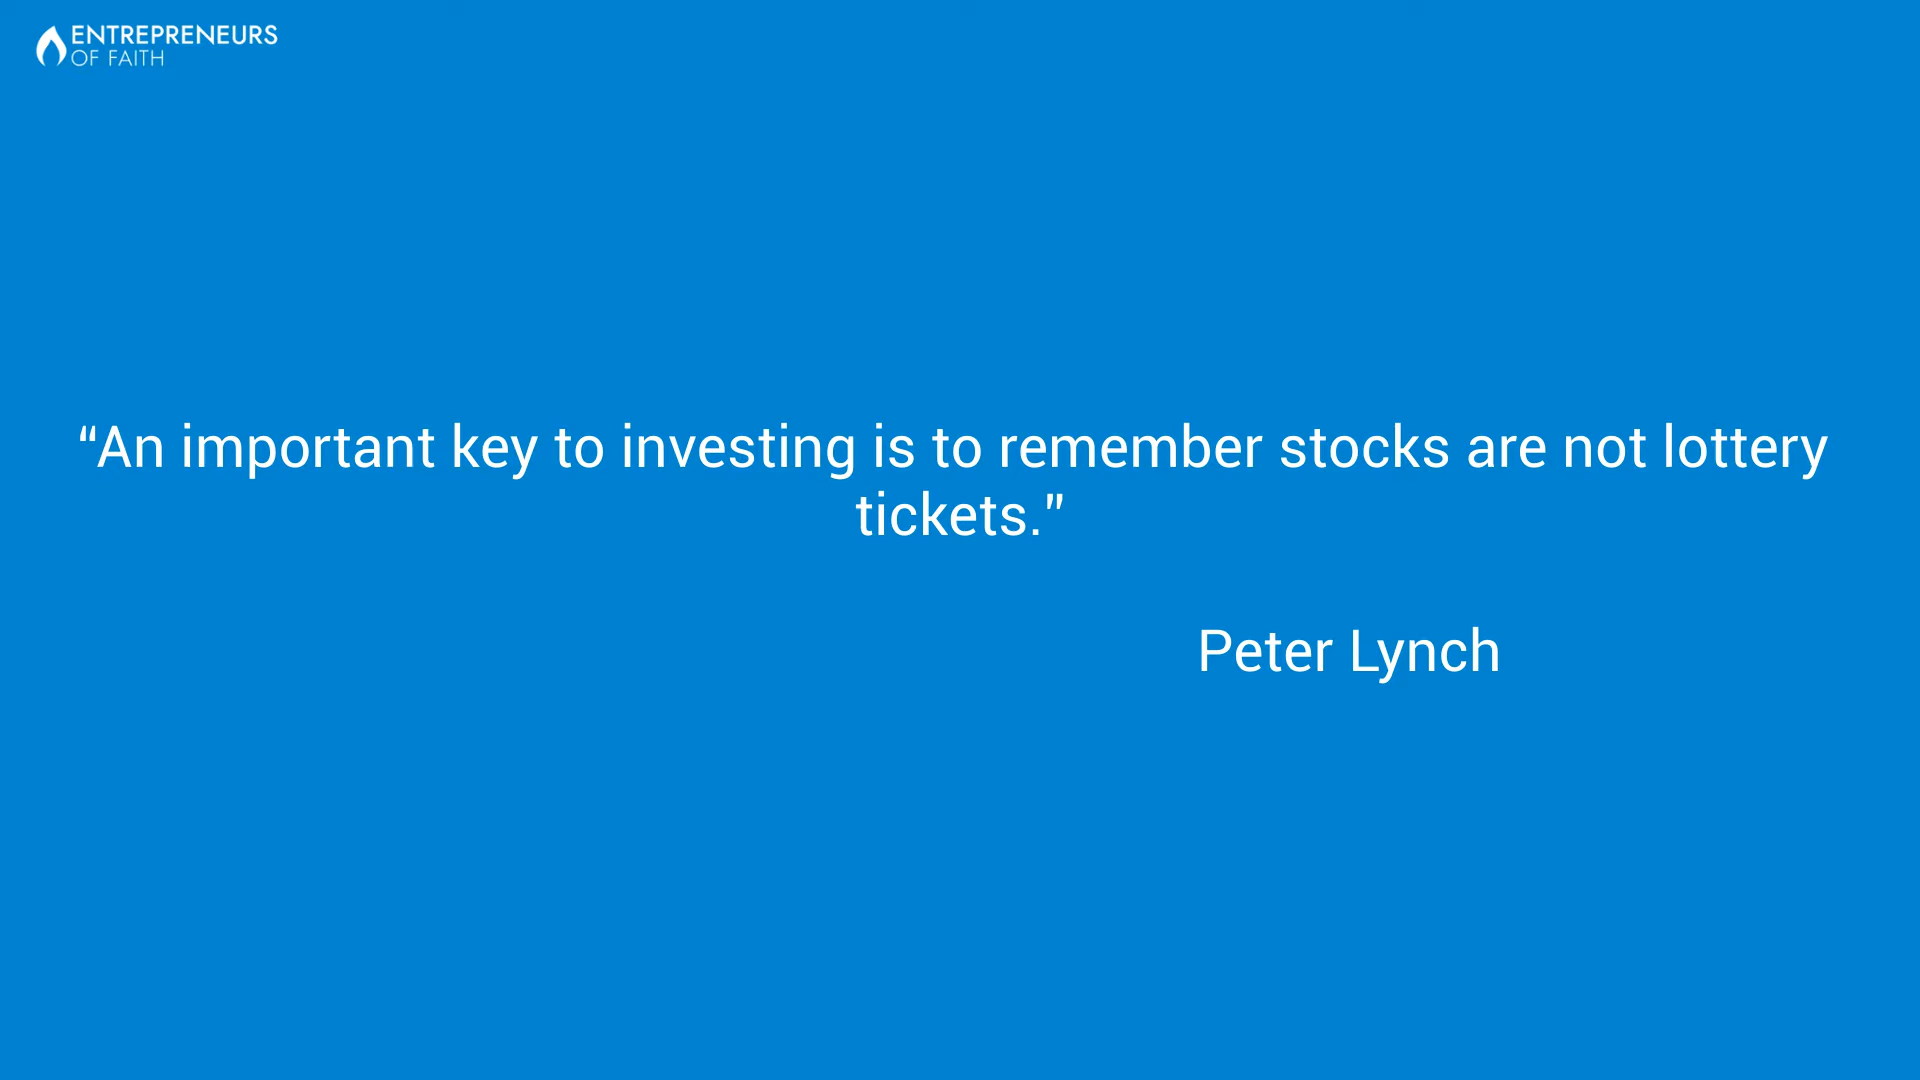 ENTREPRENEURS
OF FAITH
“An important key to investing is to remember stocks are not lottery
tickets.”
Peter Lynch